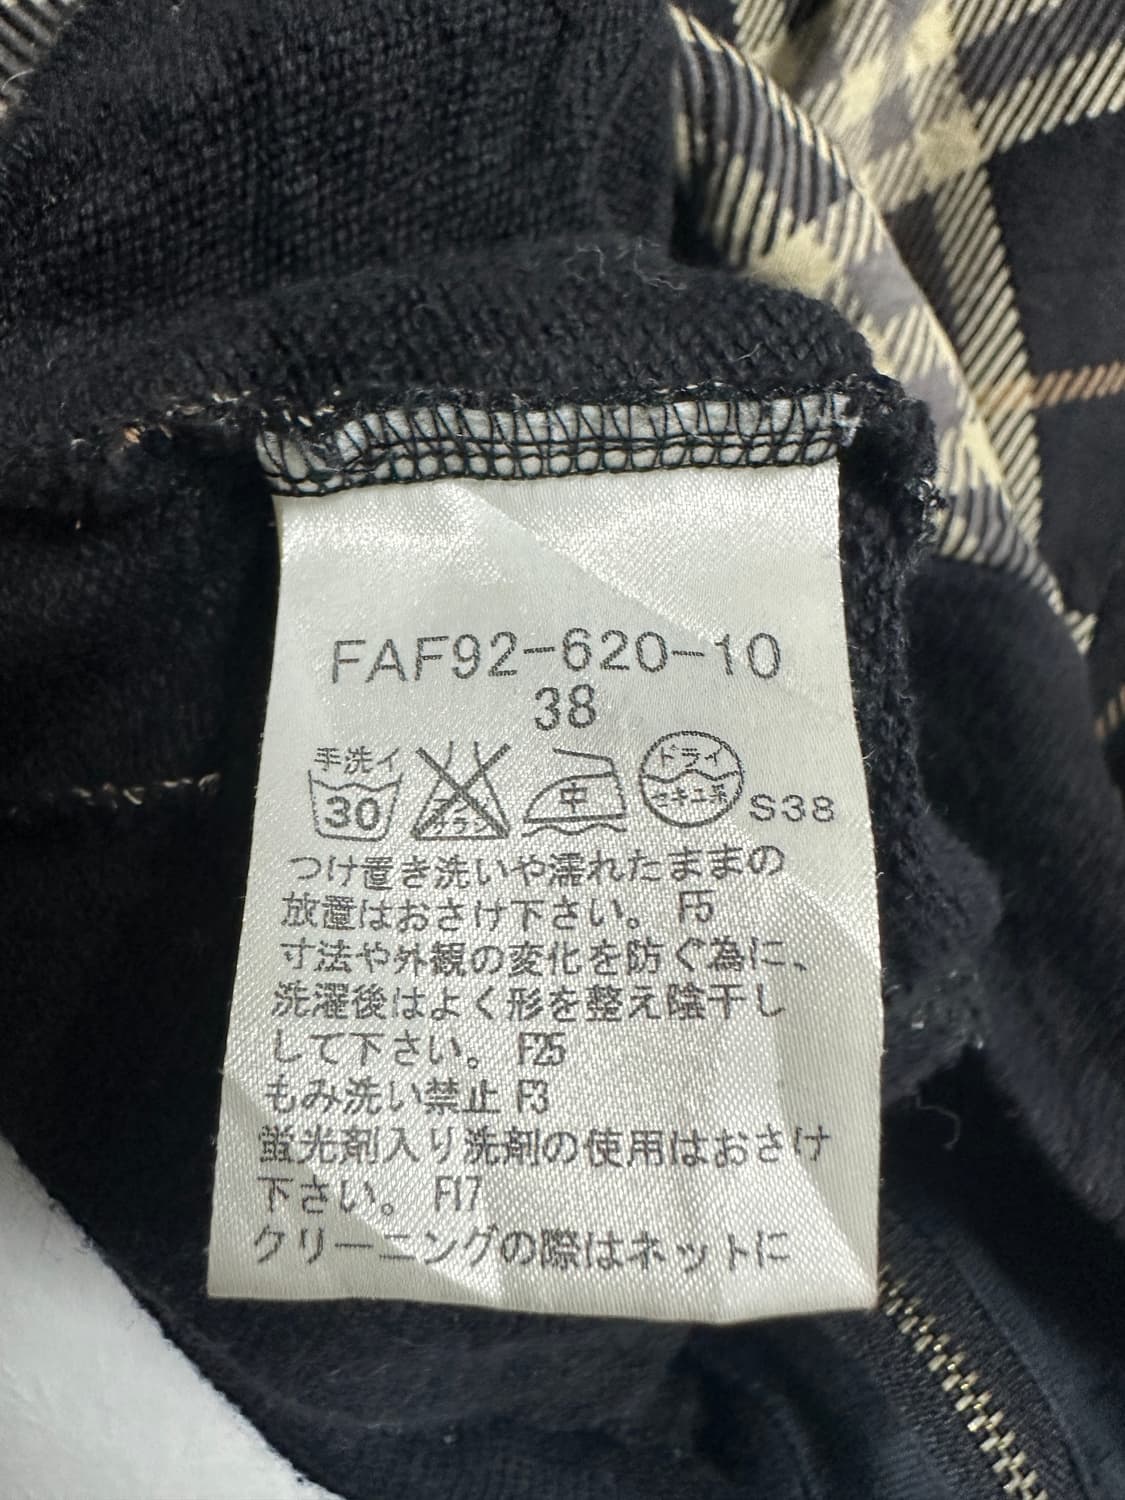 FAF92-620-10
38
手洗イ
30
中
ドライ
セキユ系
S38
つけ置き洗いや濡れたままの
放置はおさけ下さい。 F5
寸法や外観の変化を防ぐ為に、
洗濯後はよく形を整え陰干し
して下さい。 F25
もみ洗い禁止 F3
蛍光剤入り洗剤の使用はおさけ
下さい。 F17
クリーニングの際はネットに